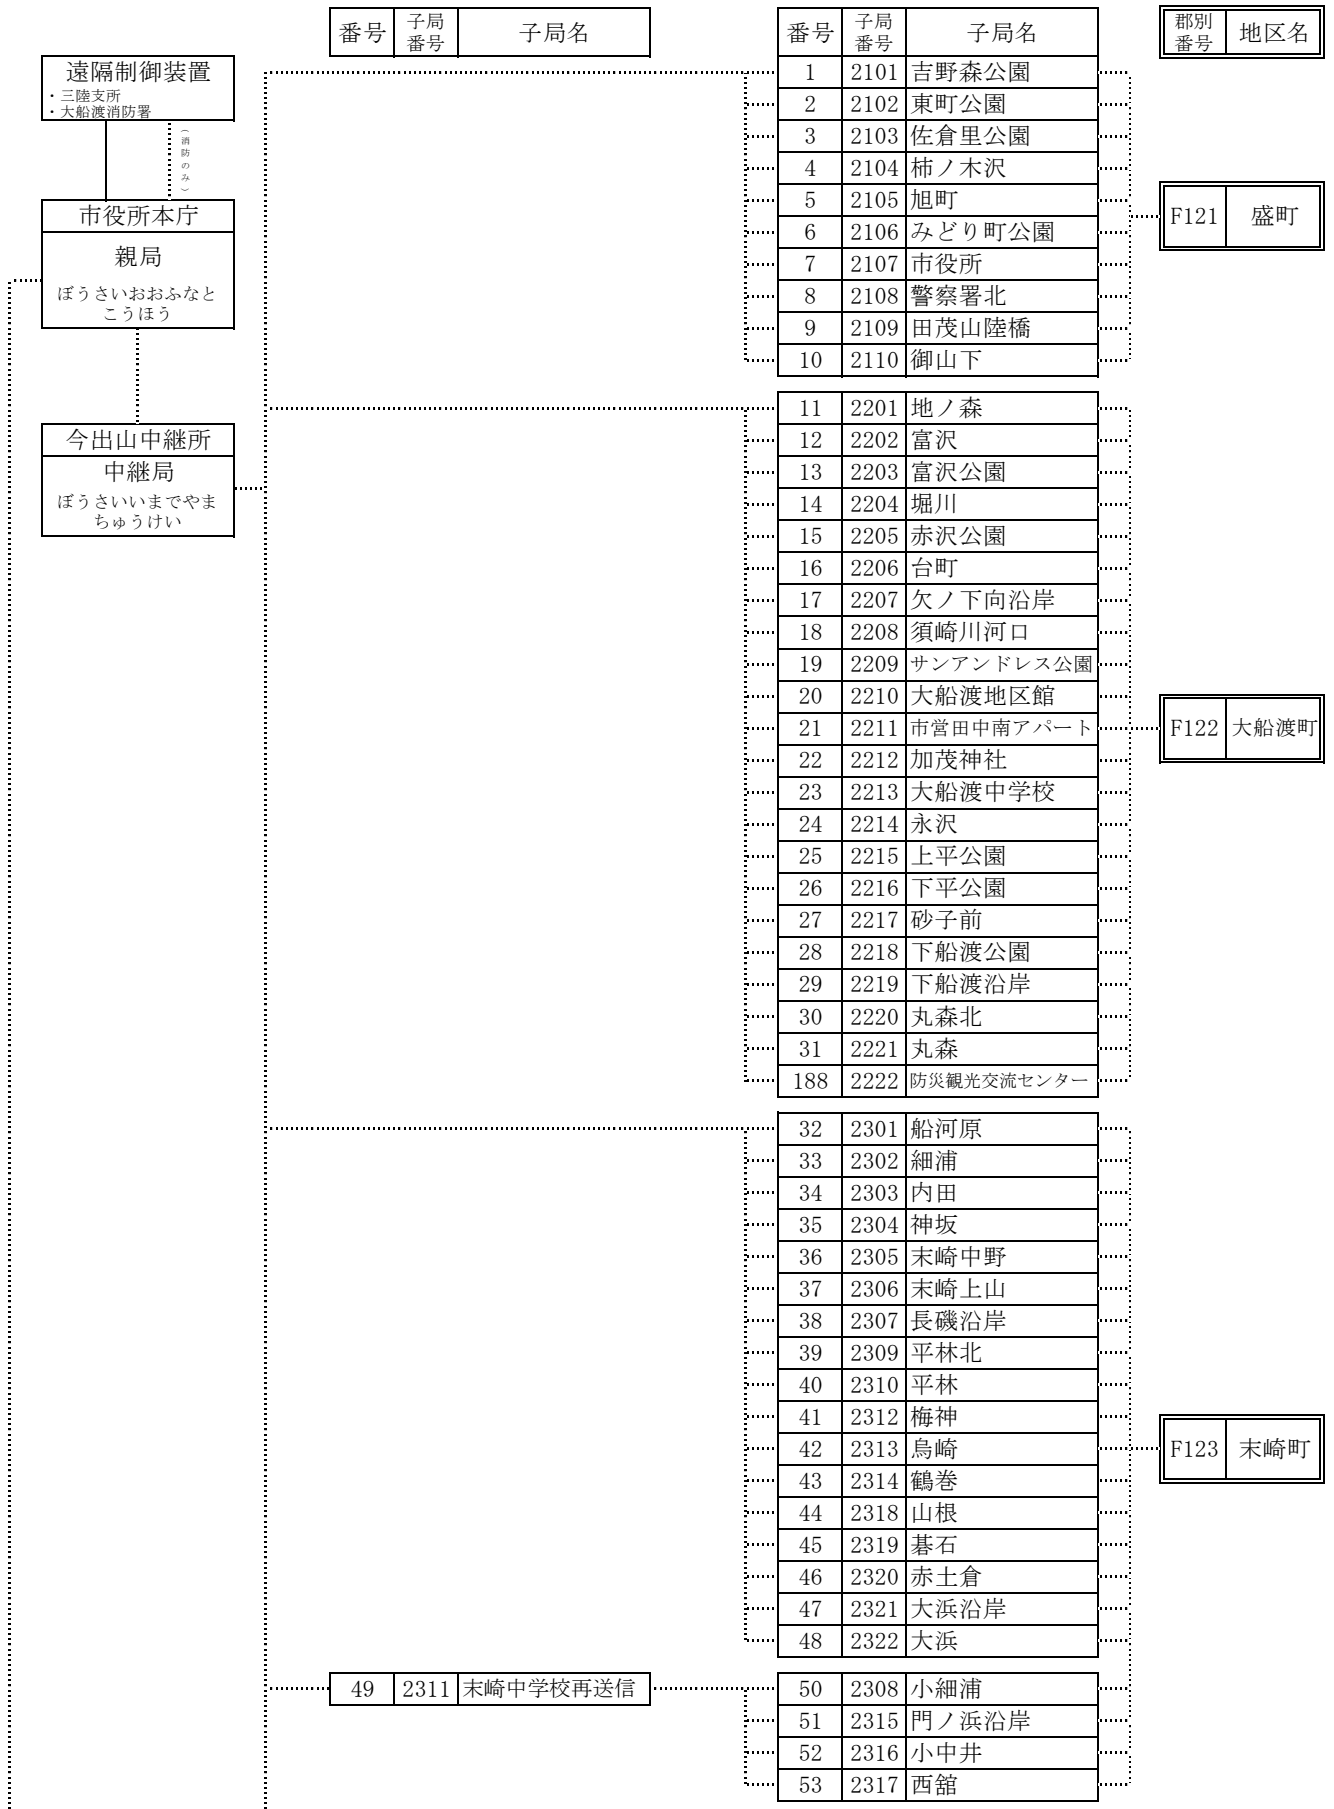 番号 子局番号 子局名
番号 子局番号 子局名
郡別番号 地区名
遠隔制御装置
・三陸支所
・大船渡消防署
（消防のみ）
市役所本庁
親局
ぼうさいおおふなと
こうほう
今出山中継所
中継局
ぼうさいいまでやま
ちゅうけい
1 2101 吉野森公園
2 2102 東町公園
3 2103 佐倉里公園
4 2104 柿ノ木沢
5 2105 旭町
6 2106 みどり町公園
7 2107 市役所
8 2108 警察署北
9 2109 田茂山陸橋
10 2110 御山下
F121 盛町
11 2201 地ノ森
12 2202 富沢
13 2203 富沢公園
14 2204 堀川
15 2205 赤沢公園
16 2206 台町
17 2207 欠ノ下向沿岸
18 2208 須崎川河口
19 2209 サンアンドレス公園
20 2210 大船渡地区館
21 2211 市営田中南アパート
22 2212 加茂神社
23 2213 大船渡中学校
24 2214 永沢
25 2215 上平公園
26 2216 下平公園
27 2217 砂子前
28 2218 下船渡公園
29 2219 下船渡沿岸
30 2220 丸森北
31 2221 丸森
188 2222 防災観光交流センター
F122 大船渡町
32 2301 船河原
33 2302 細浦
34 2303 内田
35 2304 神坂
36 2305 末崎中野
37 2306 末崎上山
38 2307 長磯沿岸
39 2309 平林北
40 2310 平林
41 2312 梅神
42 2313 烏崎
43 2314 鶴巻
44 2318 山根
45 2319 碁石
46 2320 赤土倉
47 2321 大浜沿岸
48 2322 大浜
F123 末崎町
49 2311 末崎中学校再送信
50 2308 小細浦
51 2315 門ノ浜沿岸
52 2316 小中井
53 2317 西舘